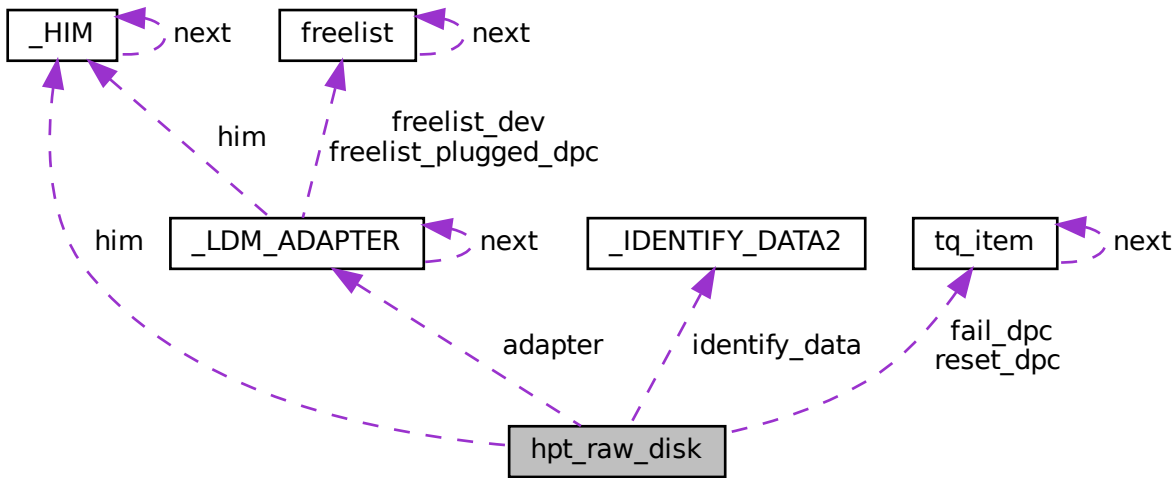 _HIM
next
freelist
next
him
freelist_dev
freelist_plugged_dpc
him
_LDM_ADAPTER
next
_IDENTIFY_DATA2
tq_item
next
adapter
identify_data
fail_dpc
reset_dpc
hpt_raw_disk